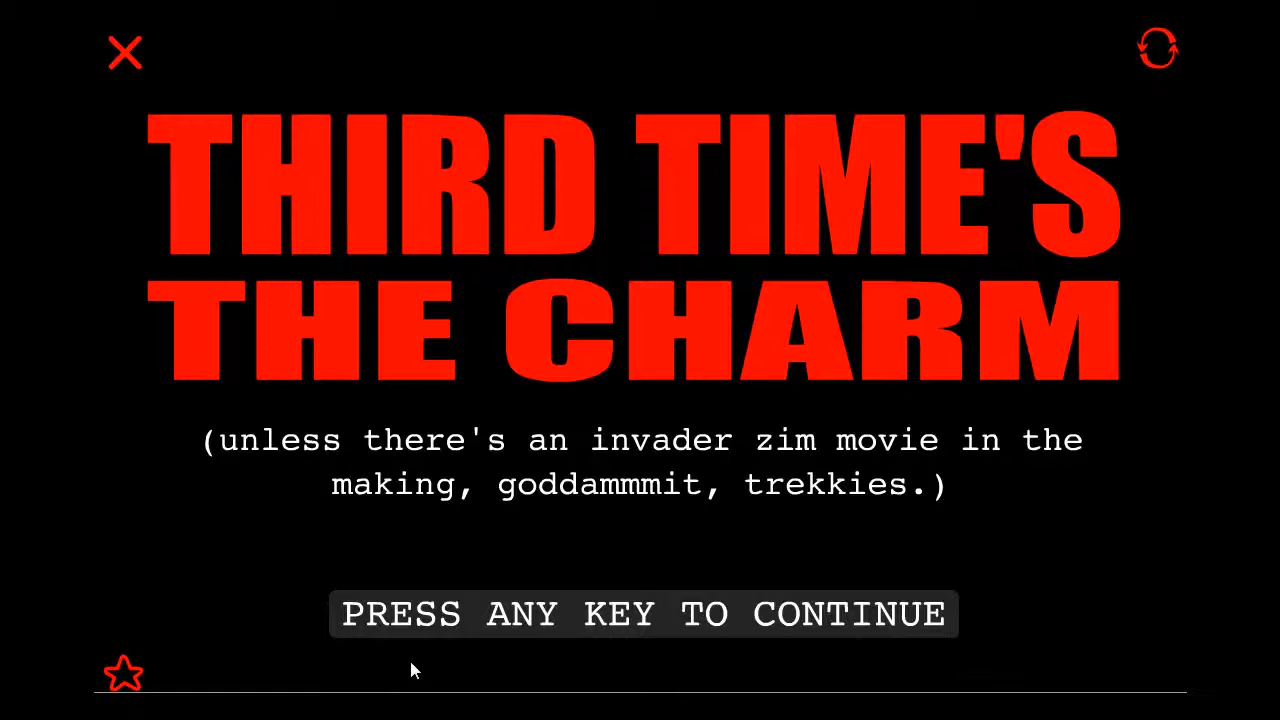 THIRD TIME'S
THE CHARM
(unless there's an invader zim movie in the
making, goddammmit, trekkies.)
PRESS ANY KEY TO CONTINUE